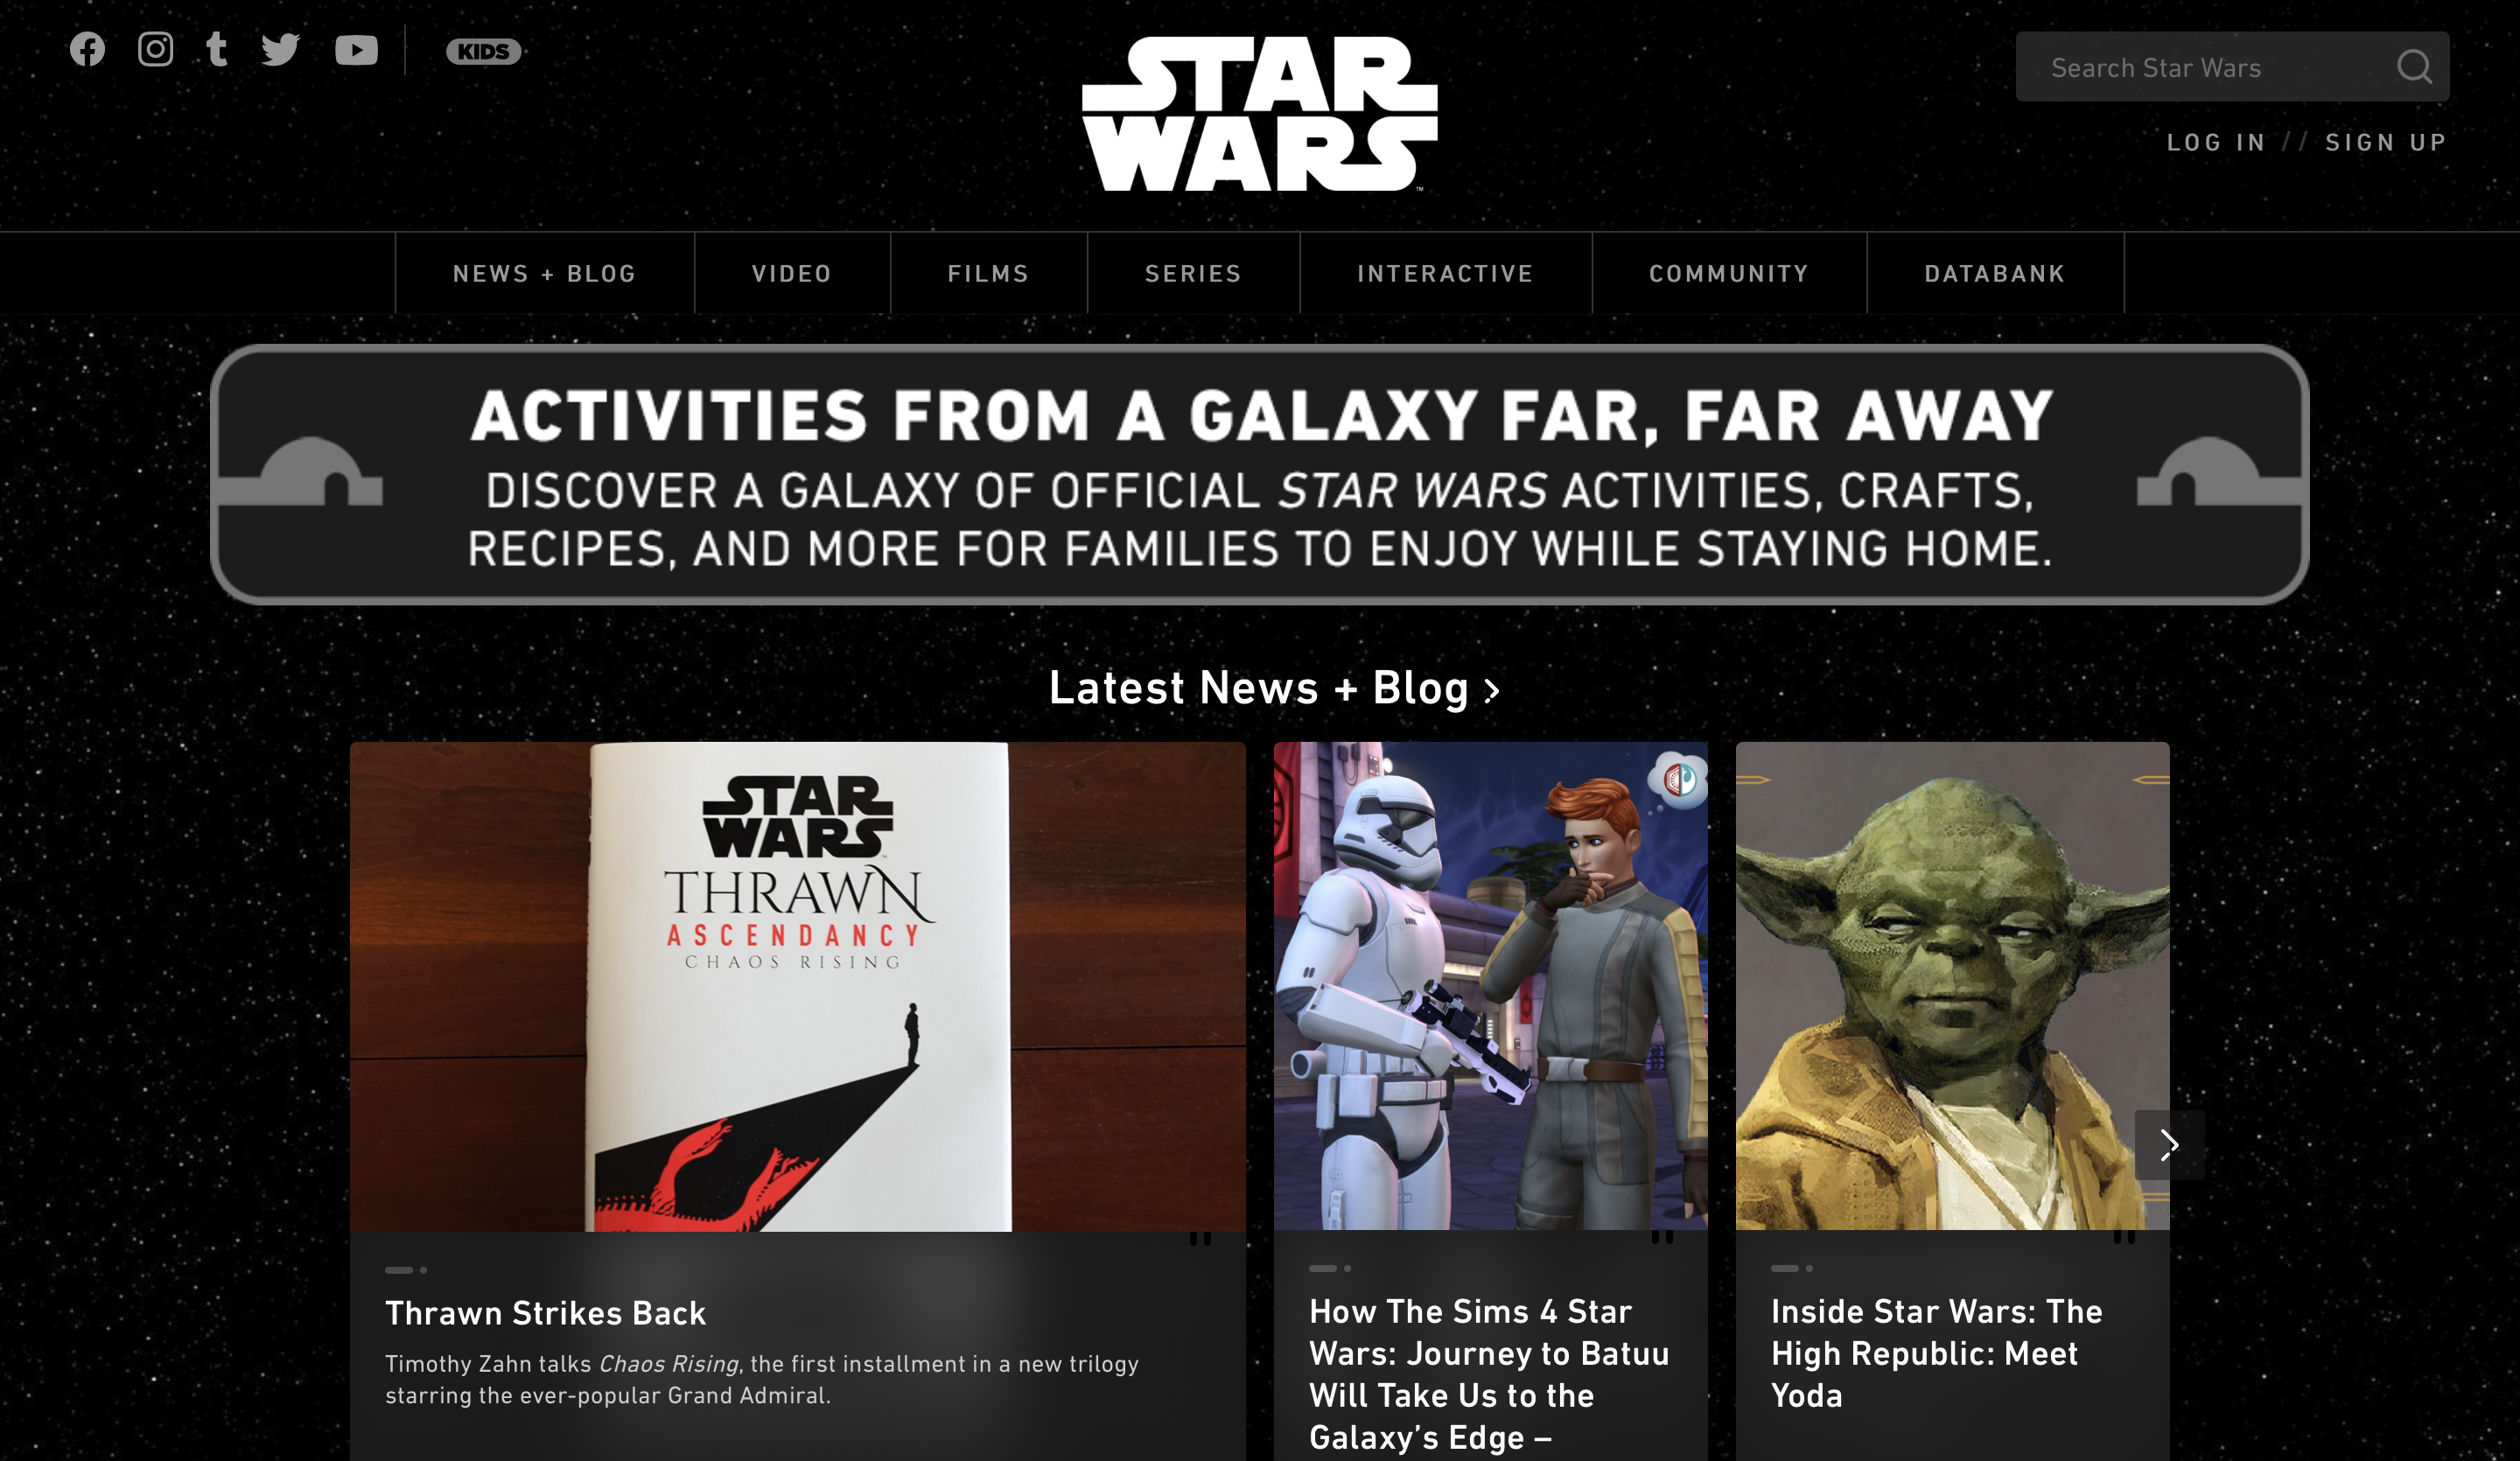 KIDS
STAR
WARS
™
Search Star Wars
LOG IN // SIGN UP
NEWS + BLOG
VIDEO
FILMS
SERIES
INTERACTIVE
COMMUNITY
DATABANK
ACTIVITIES FROM A GALAXY FAR, FAR AWAY
DISCOVER A GALAXY OF OFFICIAL STAR WARS ACTIVITIES, CRAFTS,
RECIPES, AND MORE FOR FAMILIES TO ENJOY WHILE STAYING HOME.
Latest News + Blog >
STAR
WARS
THRAWN
ASCENDANCY
CHAOS RISING
Thrawn Strikes Back
Timothy Zahn talks Chaos Rising, the first installment in a new trilogy
starring the ever-popular Grand Admiral.
How The Sims 4 Star
Wars: Journey to Batuu
Will Take Us to the
Galaxy’s Edge –
Inside Star Wars: The
High Republic: Meet
Yoda